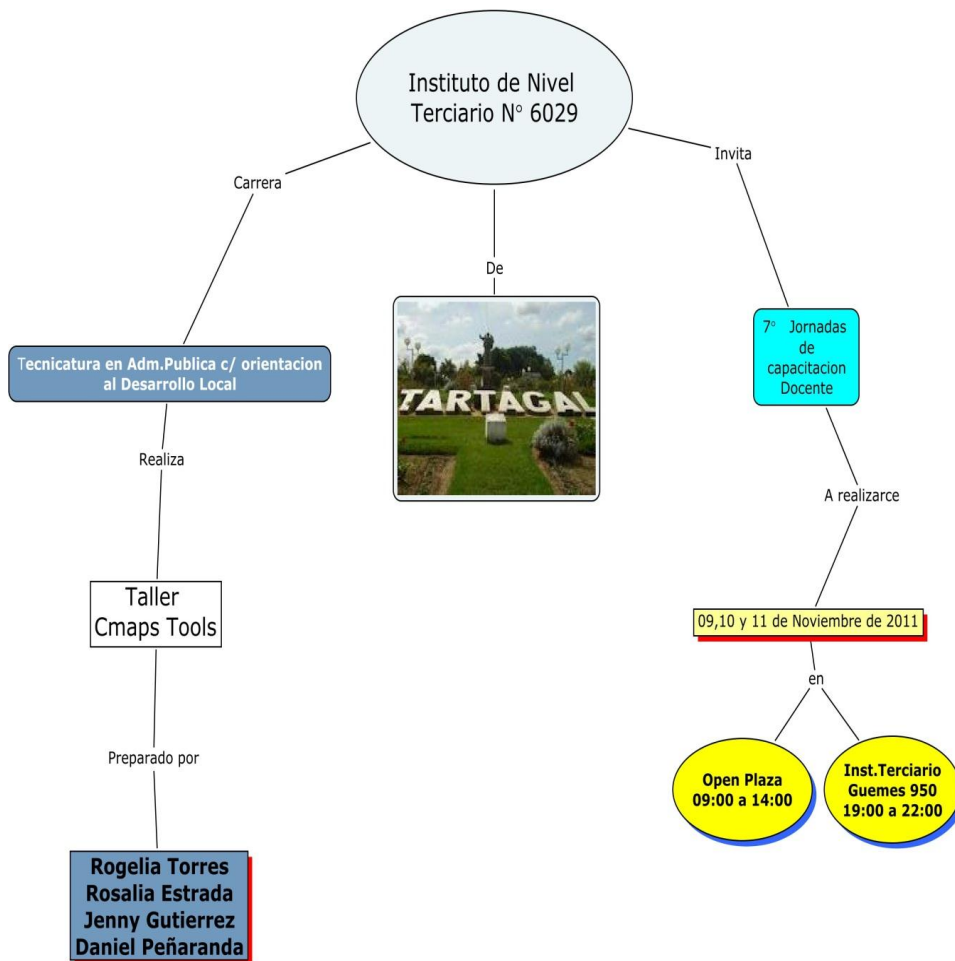 Instituto de Nivel
Terciario N° 6029
Carrera
Invita
De
Tecnicatura en Adm.Publica c/ orientacion
al Desarrollo Local
TARTAGAL
7° Jornadas
de
capacitacion
Docente
Realiza
A realizarce
Taller
Cmaps Tools
09,10 y 11 de Noviembre de 2011
en
Preparado por
Open Plaza
09:00 a 14:00
Inst.Terciario
Guemes 950
19:00 a 22:00
Rogelia Torres
Rosalia Estrada
Jenny Gutierrez
Daniel Peñaranda